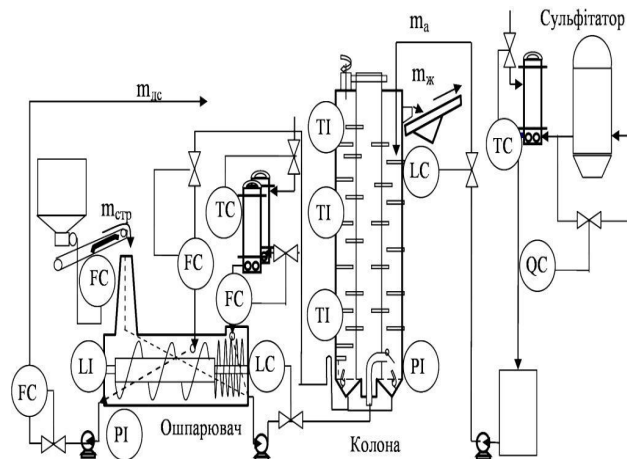 Сульфітатор
mа
mж
mдс
TI
TC
LC
TC
TI
mстр
FC
FC
QC
FC
TI
LI
LC
PI
FC
PI
Ошпарювач
Колона